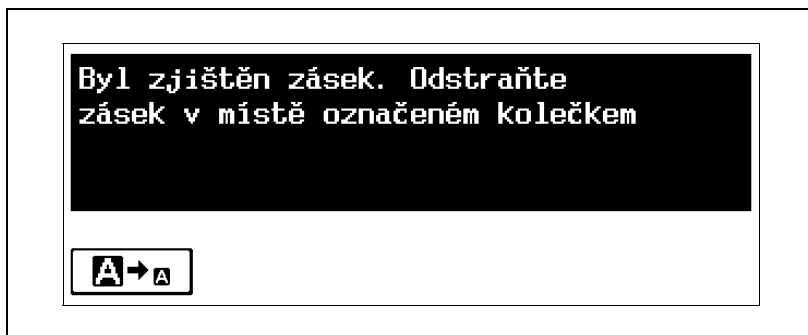 Byl zjištěn zásek. Odstraňte
zásek v místě označeném kolečkem
A→A